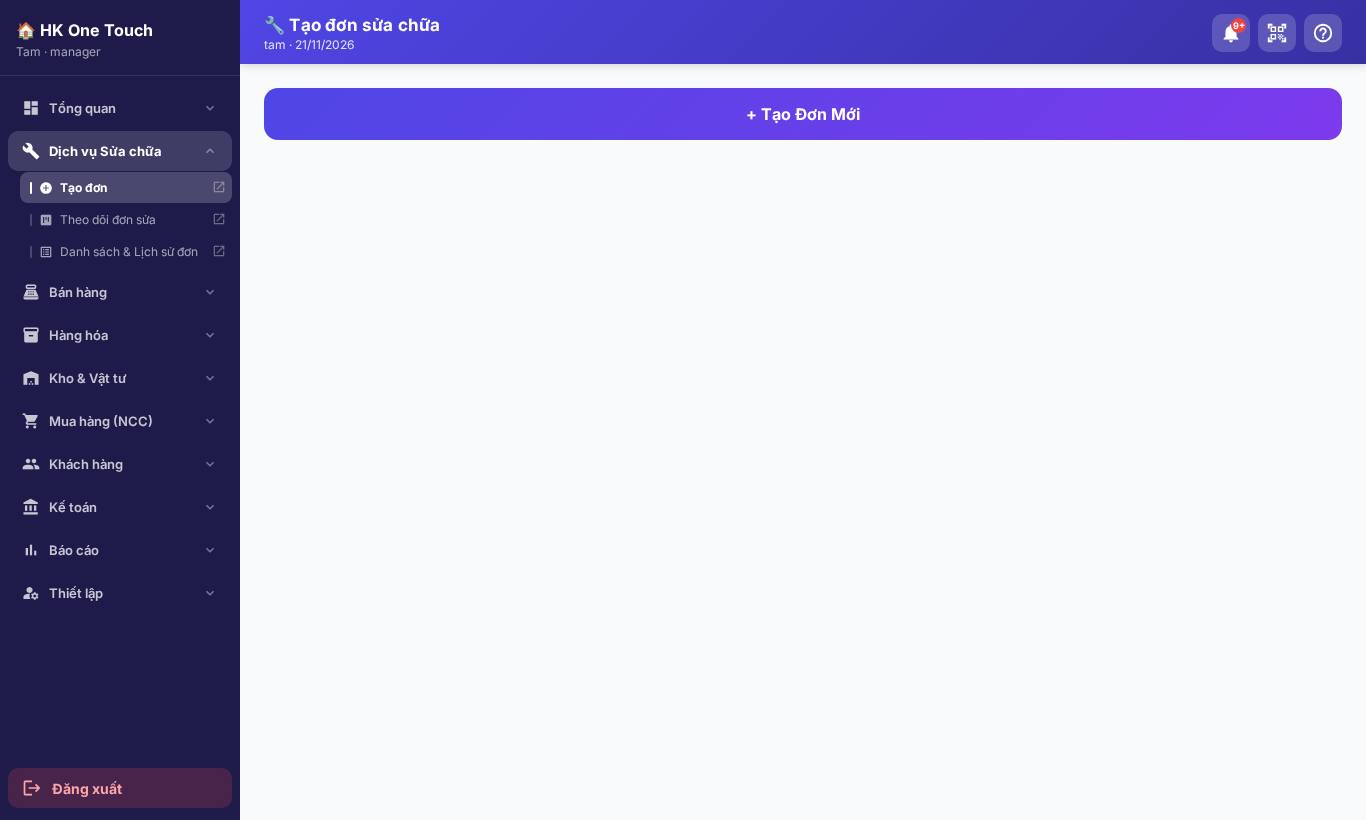 HK One Touch
Tam · manager
Tổng quan
Dịch vụ Sửa chữa
Tạo đơn
Theo dõi đơn sửa
Danh sách & Lịch sử đơn
Bán hàng
Hàng hóa
Kho & Vật tư
Mua hàng (NCC)
Khách hàng
Kế toán
Báo cáo
Thiết lập
Đăng xuất
Tạo đơn sửa chữa
tam · 21/11/2026
9+
+ Tạo Đơn Mới